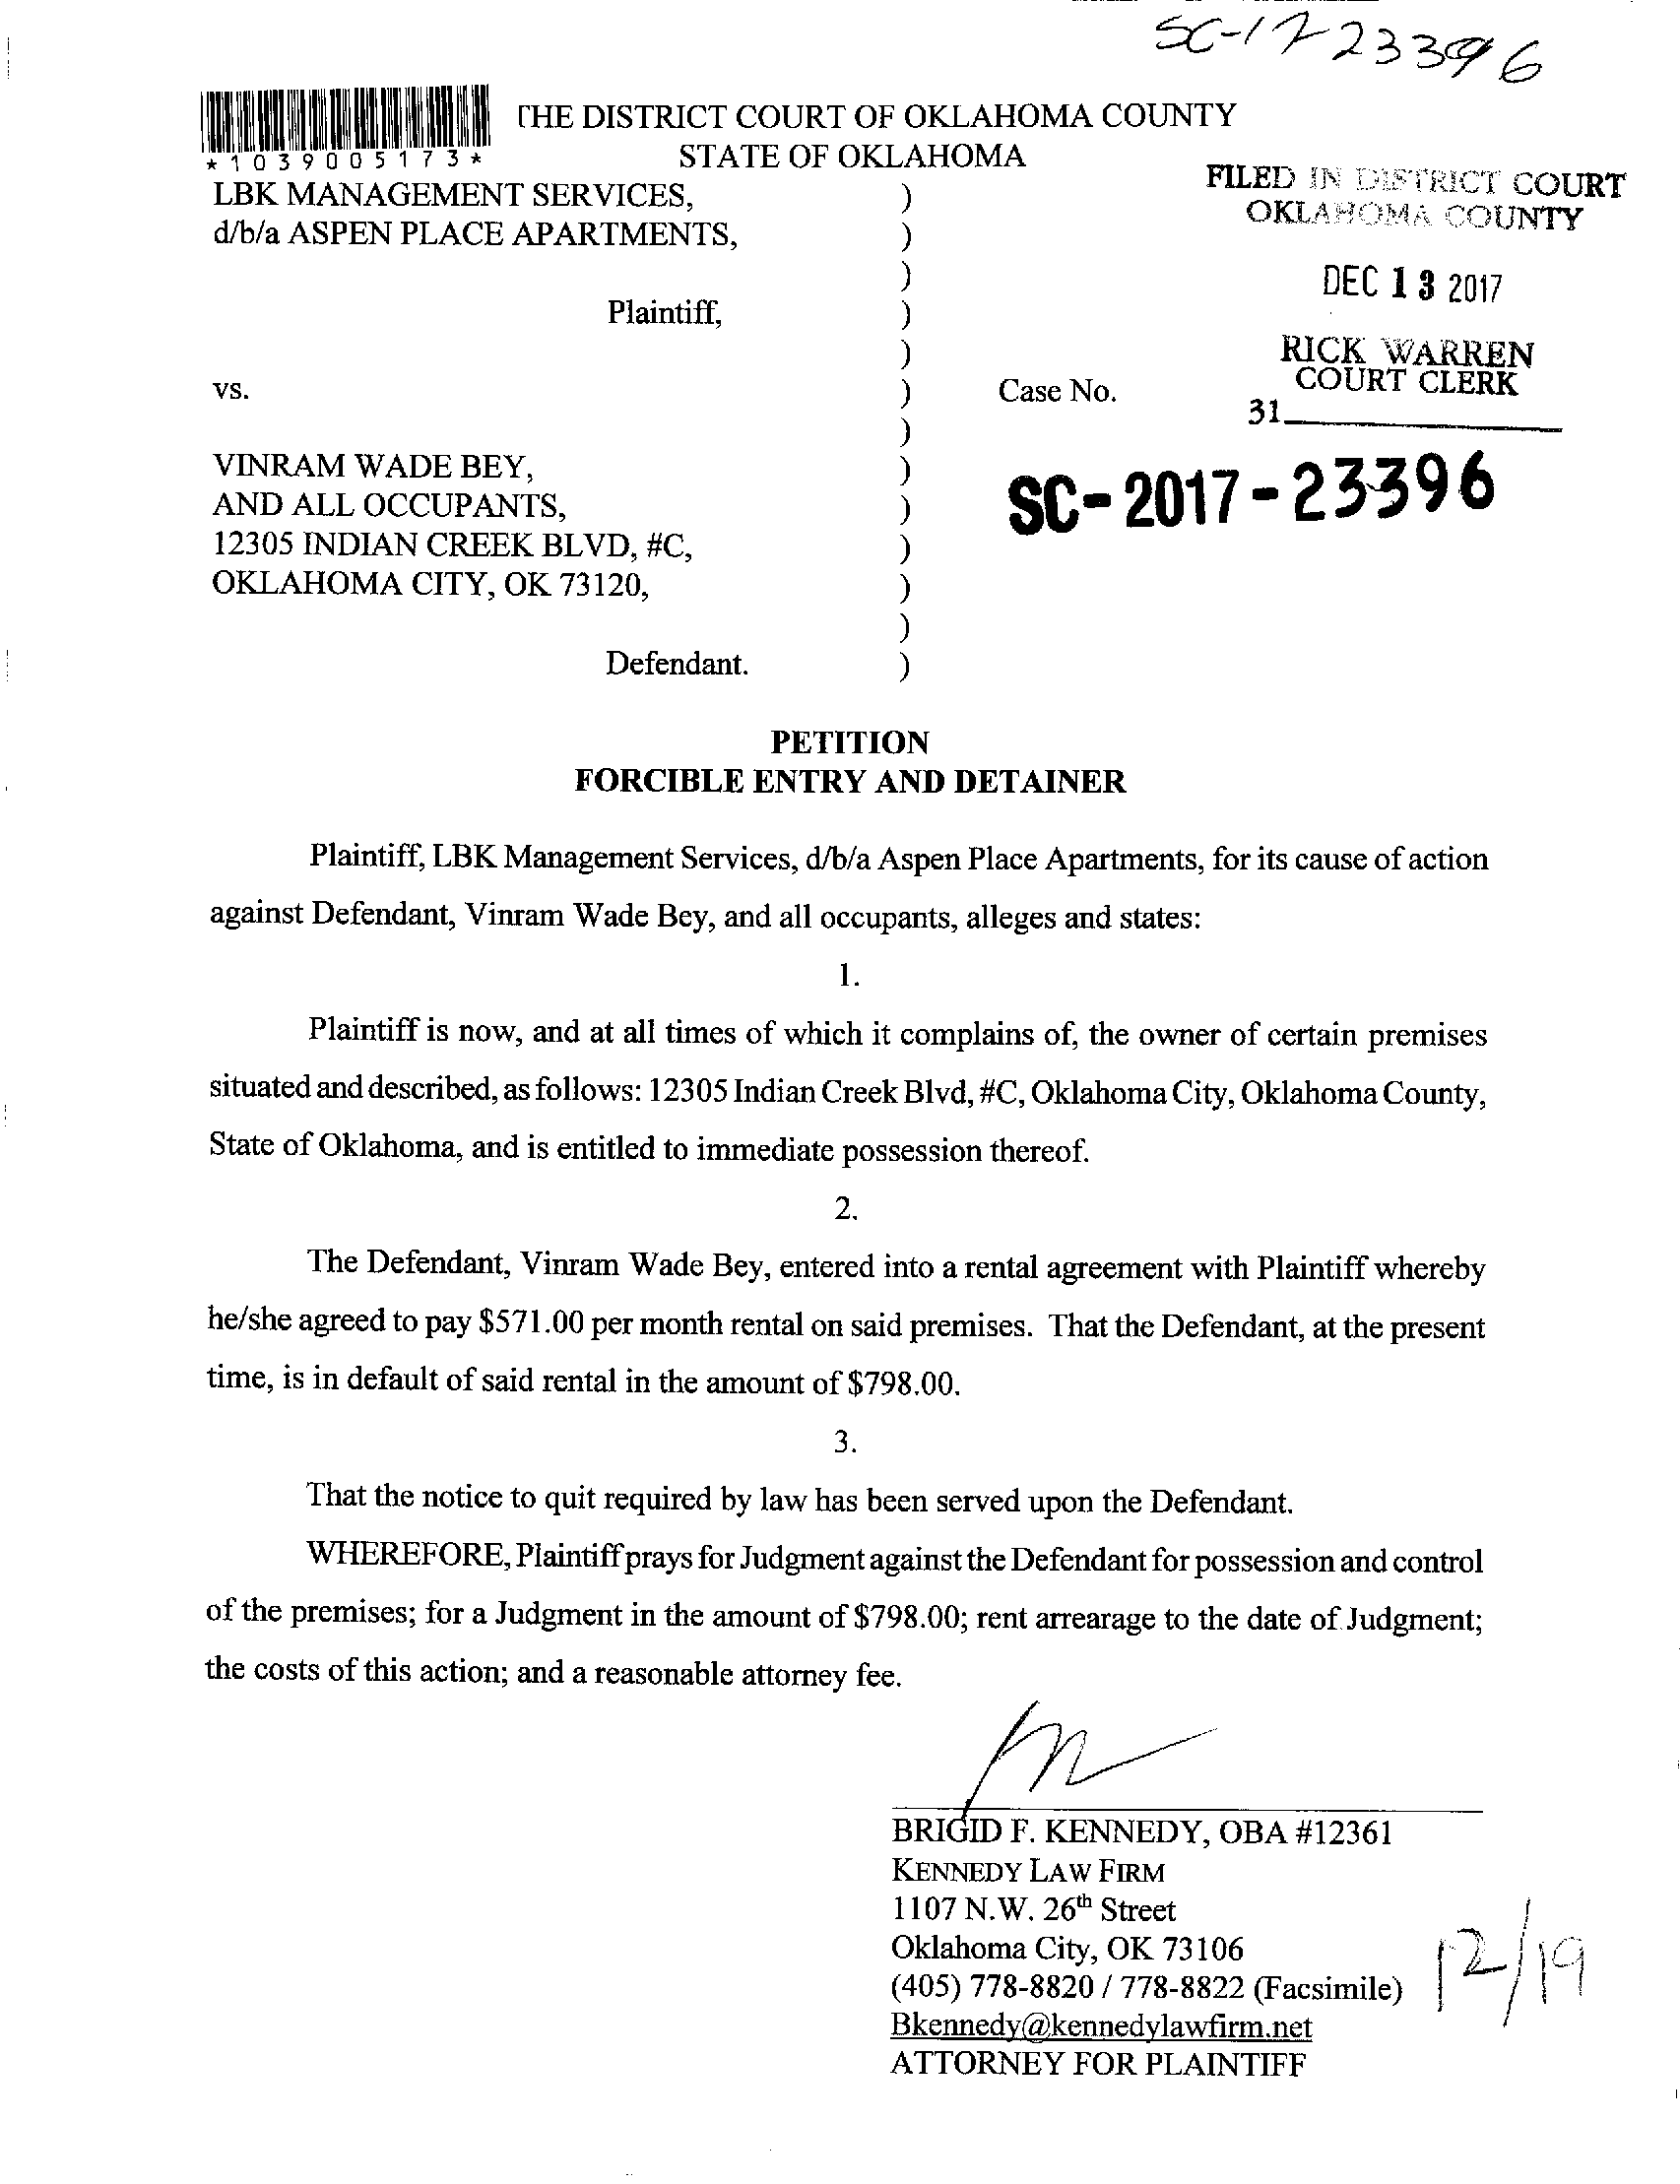 SC-17-23396
THE DISTRICT COURT OF OKLAHOMA COUNTY
STATE OF OKLAHOMA
*1039005173*
FILED IN DISTRICT COURT
OKLAHOMA COUNTY
DEC 13 2017
RICK WARREN
COURT CLERK
31
LBK MANAGEMENT SERVICES, )
d/b/a ASPEN PLACE APARTMENTS, )
)
Plaintiff, )
)
vs. ) Case No.
)
VINRAM WADE BEY, )
AND ALL OCCUPANTS, )
12305 INDIAN CREEK BLVD, #C, )
OKLAHOMA CITY, OK 73120, )
)
Defendant. )
SC-2017-23396
PETITION
FORCIBLE ENTRY AND DETAINER
Plaintiff, LBK Management Services, d/b/a Aspen Place Apartments, for its cause of action
against Defendant, Vinram Wade Bey, and all occupants, alleges and states:
1.
Plaintiff is now, and at all times of which it complains of, the owner of certain premises
situated and described, as follows: 12305 Indian Creek Blvd, #C, Oklahoma City, Oklahoma County,
State of Oklahoma, and is entitled to immediate possession thereof.
2.
The Defendant, Vinram Wade Bey, entered into a rental agreement with Plaintiff whereby
he/she agreed to pay $571.00 per month rental on said premises. That the Defendant, at the present
time, is in default of said rental in the amount of $798.00.
3.
That the notice to quit required by law has been served upon the Defendant.
WHEREFORE, Plaintiff prays for Judgment against the Defendant for possession and control
of the premises; for a Judgment in the amount of $798.00; rent arrearage to the date of Judgment;
the costs of this action; and a reasonable attorney fee.
BRIGID F. KENNEDY, OBA #12361
KENNEDY LAW FIRM
1107 N.W. 26th Street
Oklahoma City, OK 73106
(405) 778-8820 / 778-8822 (Facsimile)
Bkennedy@kennedylawfirm.net
ATTORNEY FOR PLAINTIFF
12/19